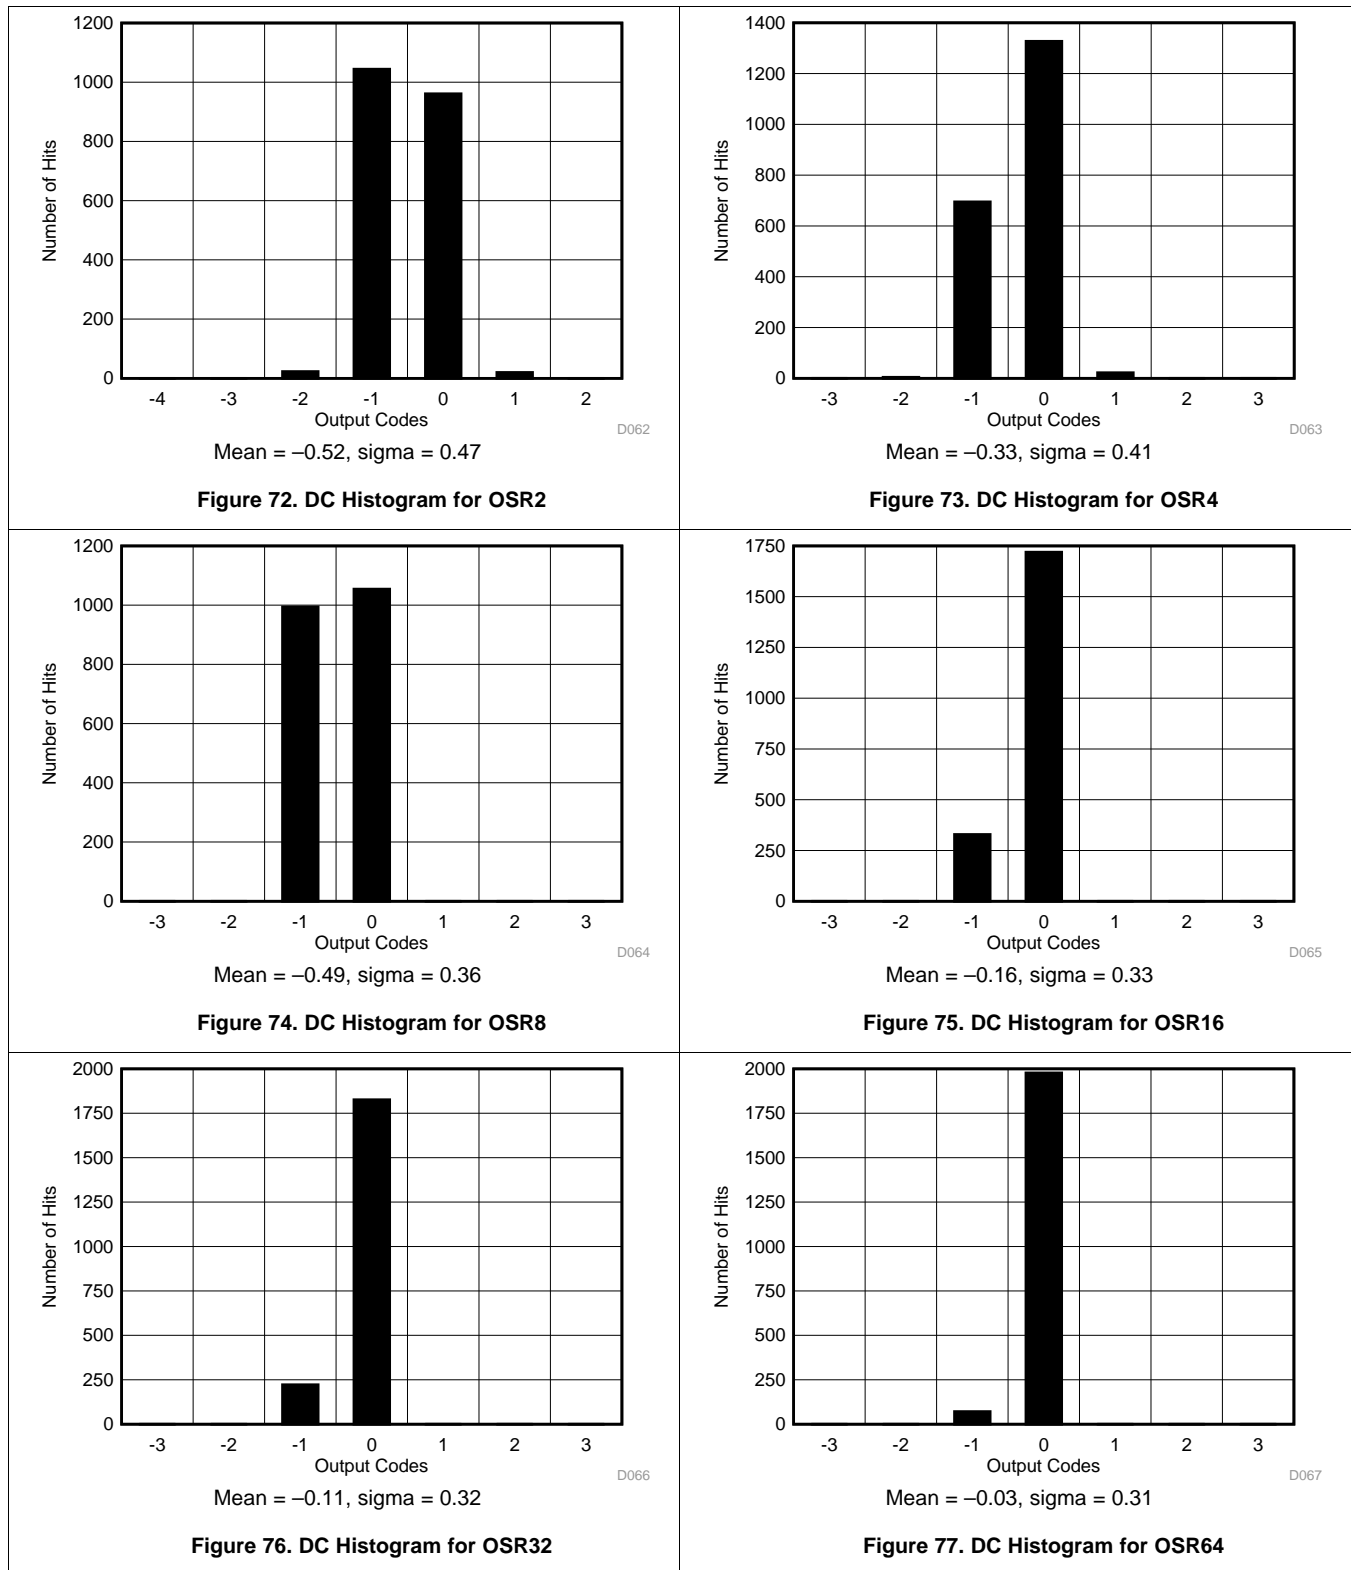 1200
1000
800
600
400
200
0
Number of Hits
-4 -3 -2 -1 0 1 2
Output Codes
D062
Mean = –0.52, sigma = 0.47
Figure 72. DC Histogram for OSR2
1400
1200
1000
800
600
400
200
0
Number of Hits
-3 -2 -1 0 1 2 3
Output Codes
D063
Mean = –0.33, sigma = 0.41
Figure 73. DC Histogram for OSR4
1200
1000
800
600
400
200
0
Number of Hits
-3 -2 -1 0 1 2 3
Output Codes
D064
Mean = –0.49, sigma = 0.36
Figure 74. DC Histogram for OSR8
1750
1500
1250
1000
750
500
250
0
Number of Hits
-3 -2 -1 0 1 2 3
Output Codes
D065
Mean = –0.16, sigma = 0.33
Figure 75. DC Histogram for OSR16
2000
1750
1500
1250
1000
750
500
250
0
Number of Hits
-3 -2 -1 0 1 2 3
Output Codes
D066
Mean = –0.11, sigma = 0.32
Figure 76. DC Histogram for OSR32
2000
1750
1500
1250
1000
750
500
250
0
Number of Hits
-3 -2 -1 0 1 2 3
Output Codes
D067
Mean = –0.03, sigma = 0.31
Figure 77. DC Histogram for OSR64